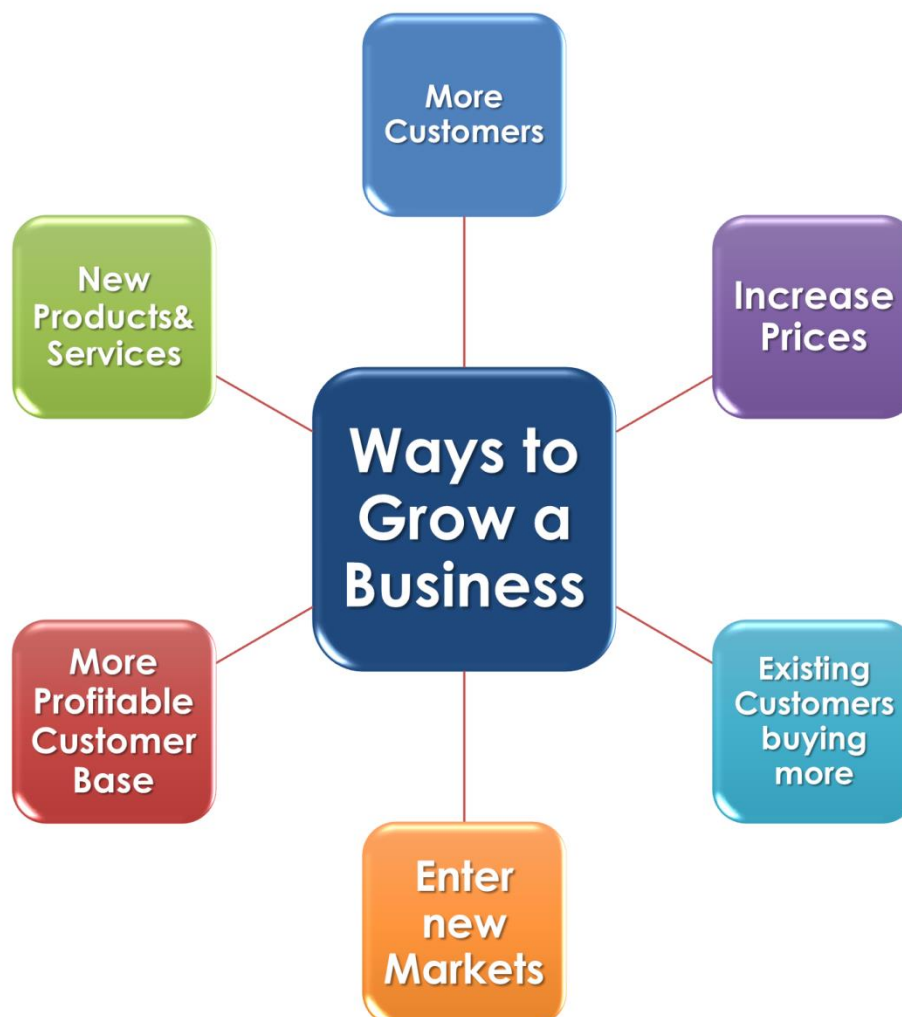 More
Customers
New
Products&
Services
Increase
Prices
Ways to
Grow a
Business
More
Profitable
Customer
Base
Existing
Customers
buying
more
Enter
new
Markets